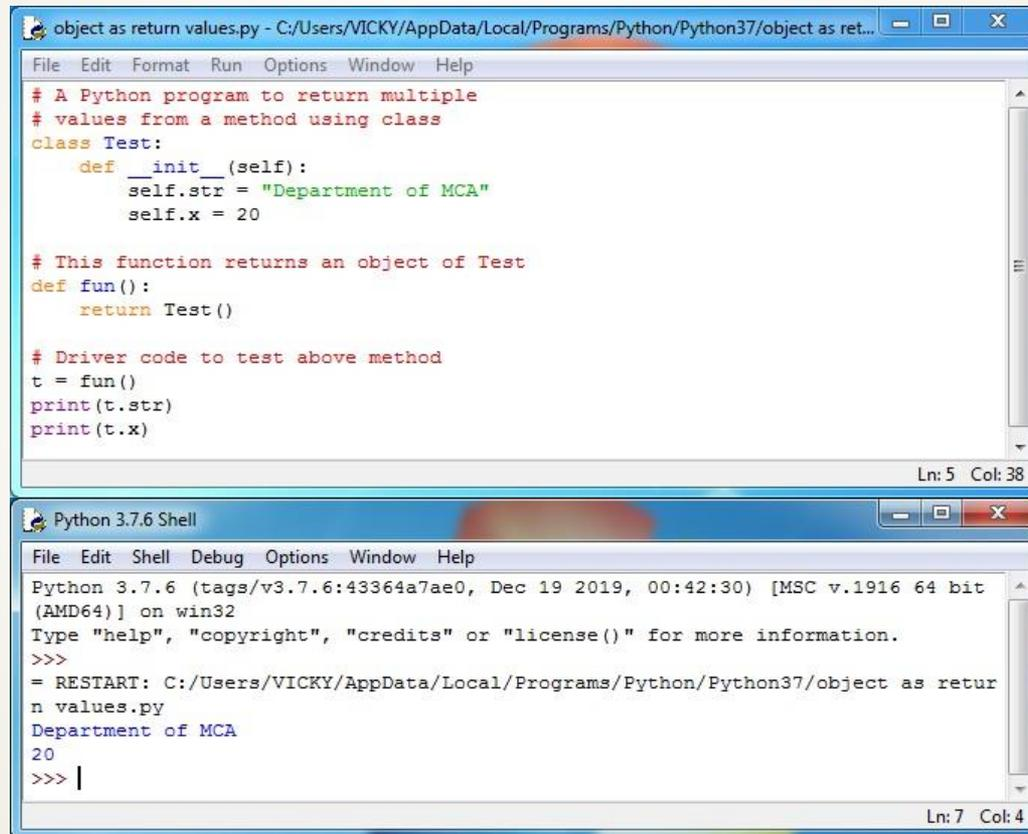 object as return values.py - C:/Users/VICKY/AppData/Local/Programs/Python/Python37/object as ret...
File Edit Format Run Options Window Help
# A Python program to return multiple
# values from a method using class
class Test:
    def __init__(self):
        self.str = "Department of MCA"
        self.x = 20
# This function returns an object of Test
def fun():
    return Test()
# Driver code to test above method
t = fun()
print(t.str)
print(t.x)
Ln: 5 Col: 38
Python 3.7.6 Shell
File Edit Shell Debug Options Window Help
Python 3.7.6 (tags/v3.7.6:43364a7ae0, Dec 19 2019, 00:42:30) [MSC v.1916 64 bit
(AMD64)] on win32
Type "help", "copyright", "credits" or "license()" for more information.
>>>
= RESTART: C:/Users/VICKY/AppData/Local/Programs/Python/Python37/object as retur
n values.py
Department of MCA
20
>>>
Ln: 7 Col: 4